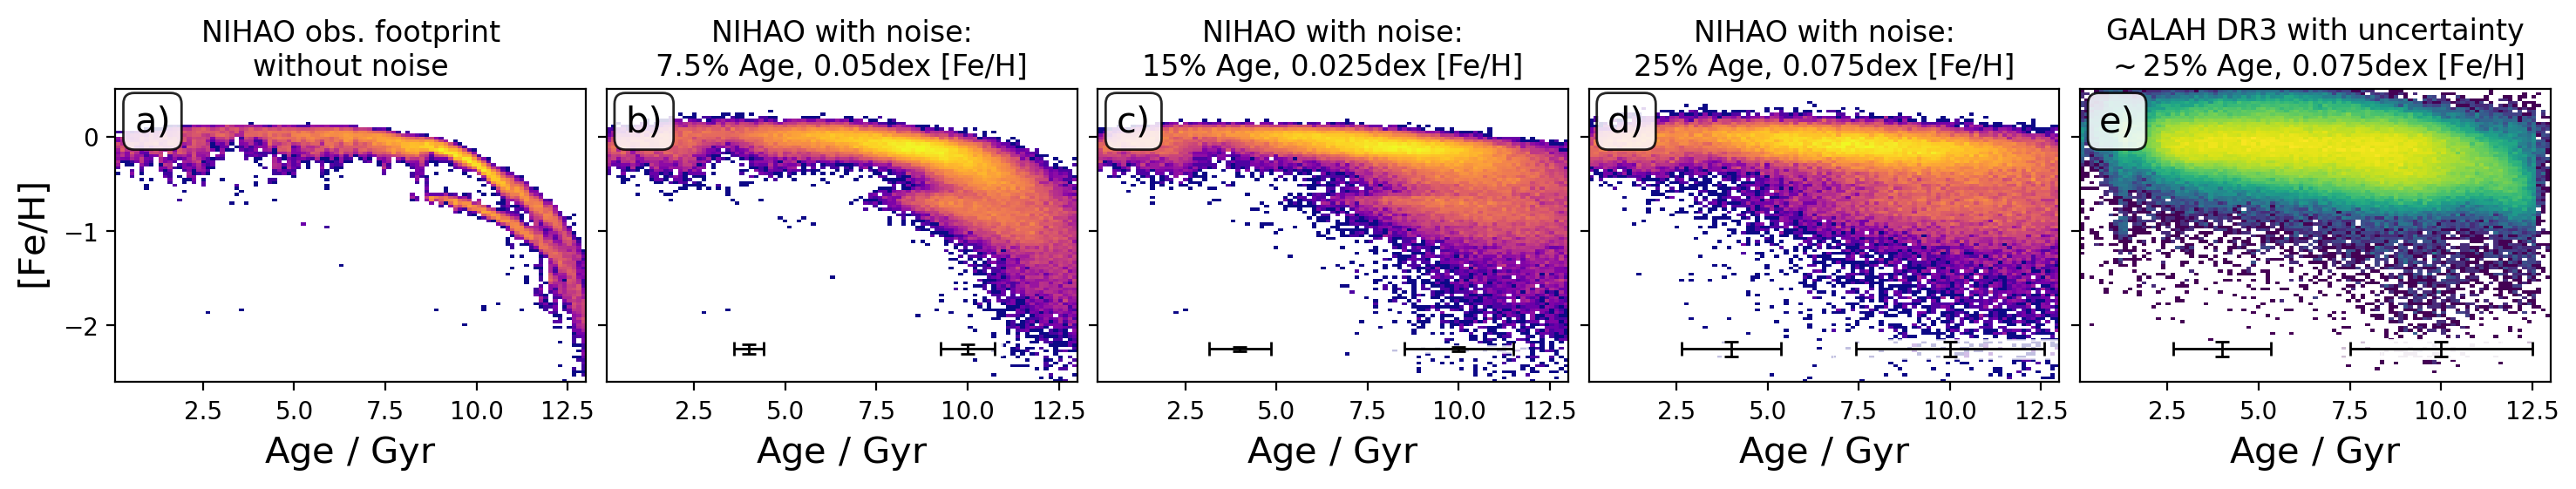 NIHAO obs. footprint
without noise
NIHAO with noise:
7.5% Age, 0.05dex [Fe/H]
NIHAO with noise:
15% Age, 0.025dex [Fe/H]
NIHAO with noise:
25% Age, 0.075dex [Fe/H]
GALAH DR3 with uncertainty
~25% Age, 0.075dex [Fe/H]
a)
b)
c)
d)
e)
[Fe/H]
0
−1
−2
2.5 5.0 7.5 10.0 12.5
2.5 5.0 7.5 10.0 12.5
2.5 5.0 7.5 10.0 12.5
2.5 5.0 7.5 10.0 12.5
2.5 5.0 7.5 10.0 12.5
Age / Gyr
Age / Gyr
Age / Gyr
Age / Gyr
Age / Gyr